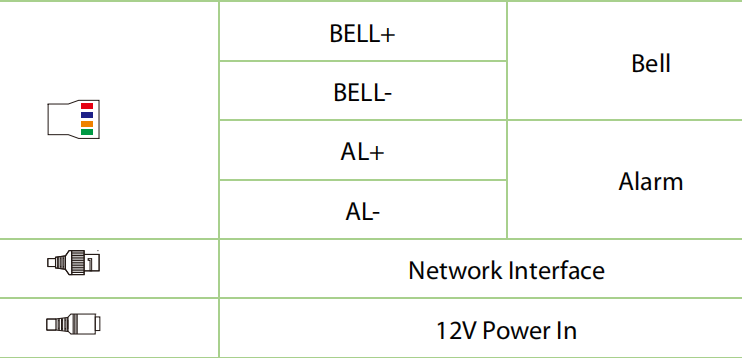 BELL+
Bell
BELL-
AL+
Alarm
AL-
Network Interface
12V Power In